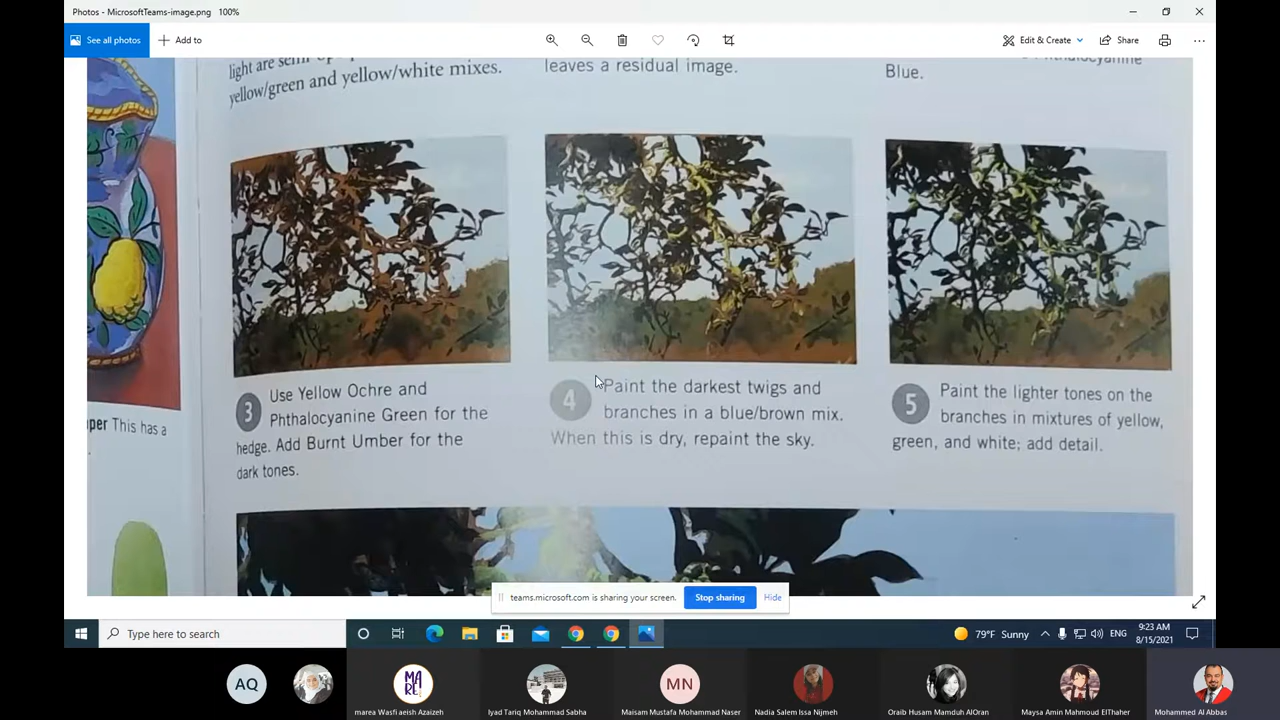 Photos - MicrosoftTeams-image.png 100%
See all photos
Add to
Edit & Create
Share
light are
yellow/green and yellow/white mixes.
leaves a residual image.
Blue.
3 Use Yellow Ochre and
Phthalocyanine Green for the
hedge. Add Burnt Umber for the
dark tones.
4 Paint the darkest twigs and
branches in a blue/brown mix.
When this is dry, repaint the sky.
5 Paint the lighter tones on the
branches in mixtures of yellow,
green, and white; add detail.
This has a
teams.microsoft.com is sharing your screen.
Stop sharing
Hide
Type here to search
79°F Sunny
ENG
9:23 AM
8/15/2021
AQ
MARE
MN
marea Wasfi aeish Azaizeh
Iyad Tariq Mohammad Sabha
Maisam Mustafa Mohammad Naser
Nadia Salem Issa Nijmeh
Oraib Husam Mamduh AlOran
Maysa Amin Mahmoud ElThaher
Mohammed Al Abbas